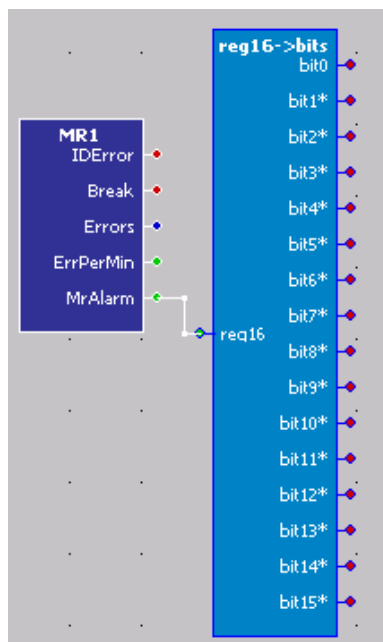 MR1
IDError
Break
Errors
ErrPerMin
MrAlarm
reg16->bits
bit0
bit1*
bit2*
bit3*
bit4*
bit5*
bit6*
bit7*
reg16
bit8*
bit9*
bit10*
bit11*
bit12*
bit13*
bit14*
bit15*